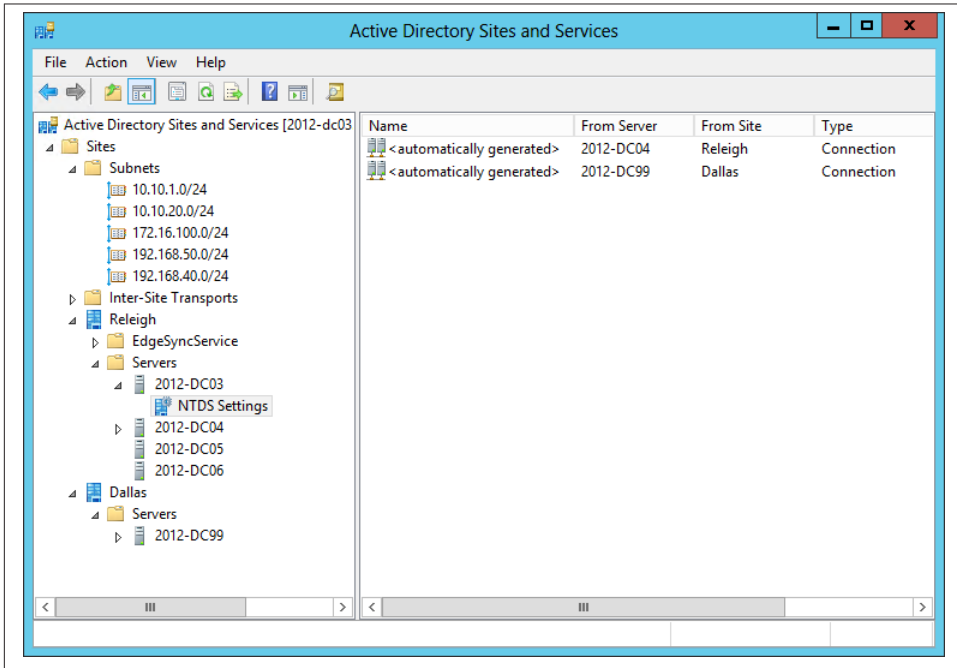 Active Directory Sites and Services
File Action View Help
Active Directory Sites and Services [2012-dc03
Sites
Subnets
10.10.1.0/24
10.10.20.0/24
172.16.100.0/24
192.168.50.0/24
192.168.40.0/24
Inter-Site Transports
Releigh
EdgeSyncService
Servers
2012-DC03
NTDS Settings
2012-DC04
2012-DC05
2012-DC06
Dallas
Servers
2012-DC99
Name From Server From Site Type
<automatically generated> 2012-DC04 Releigh Connection
<automatically generated> 2012-DC99 Dallas Connection